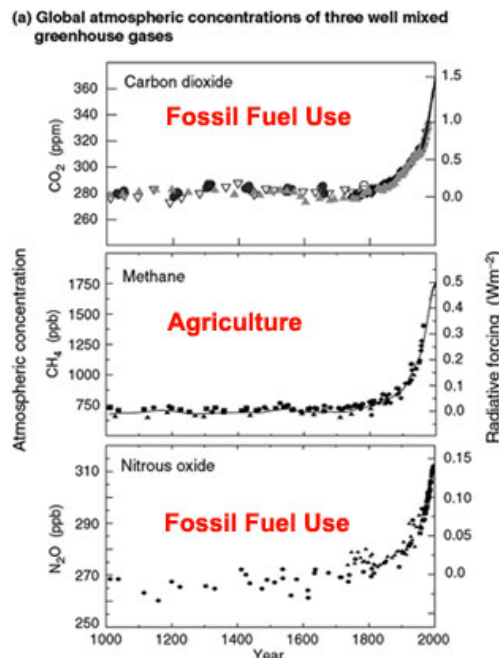 (a) Global atmospheric concentrations of three well mixed
greenhouse gases
Carbon dioxide
Fossil Fuel Use
CO₂ (ppm)
360
340
320
300
280
260
1.5
1.0
0.5
0.0
Methane
Agriculture
Atmospheric concentration
CH₄ (ppb)
1750
1500
1250
1000
750
0.5
0.4
0.3
0.2
0.1
0.0
Radiative forcing (Wm⁻²)
Nitrous oxide
Fossil Fuel Use
N₂O (ppb)
310
290
270
250
0.15
0.10
0.05
0.0
1000
1200
1400
1600
1800
2000
Year